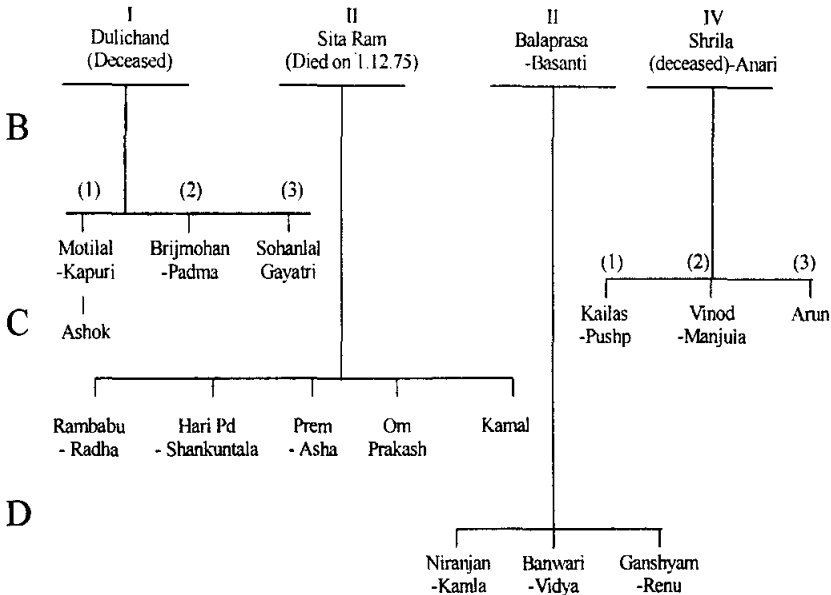 I II II IV
Dulichand Sita Ram Balaprasa Shrila
(Deceased) (Died on 1.12.75) -Basanti (deceased)-Anari
B
(1) (2) (3)
Motilal Brijmohan Sohanlal
-Kapuri -Padma Gayatri
(1) (2) (3)
Kailas Vinod Arun
-Pushp -Manjuia
C
Ashok
Rambabu Hari Pd Prem Om Kamal
- Radha - Shankuntala - Asha Prakash
D
Niranjan Banwari Ganshyam
-Kamla -Vidya -Renu